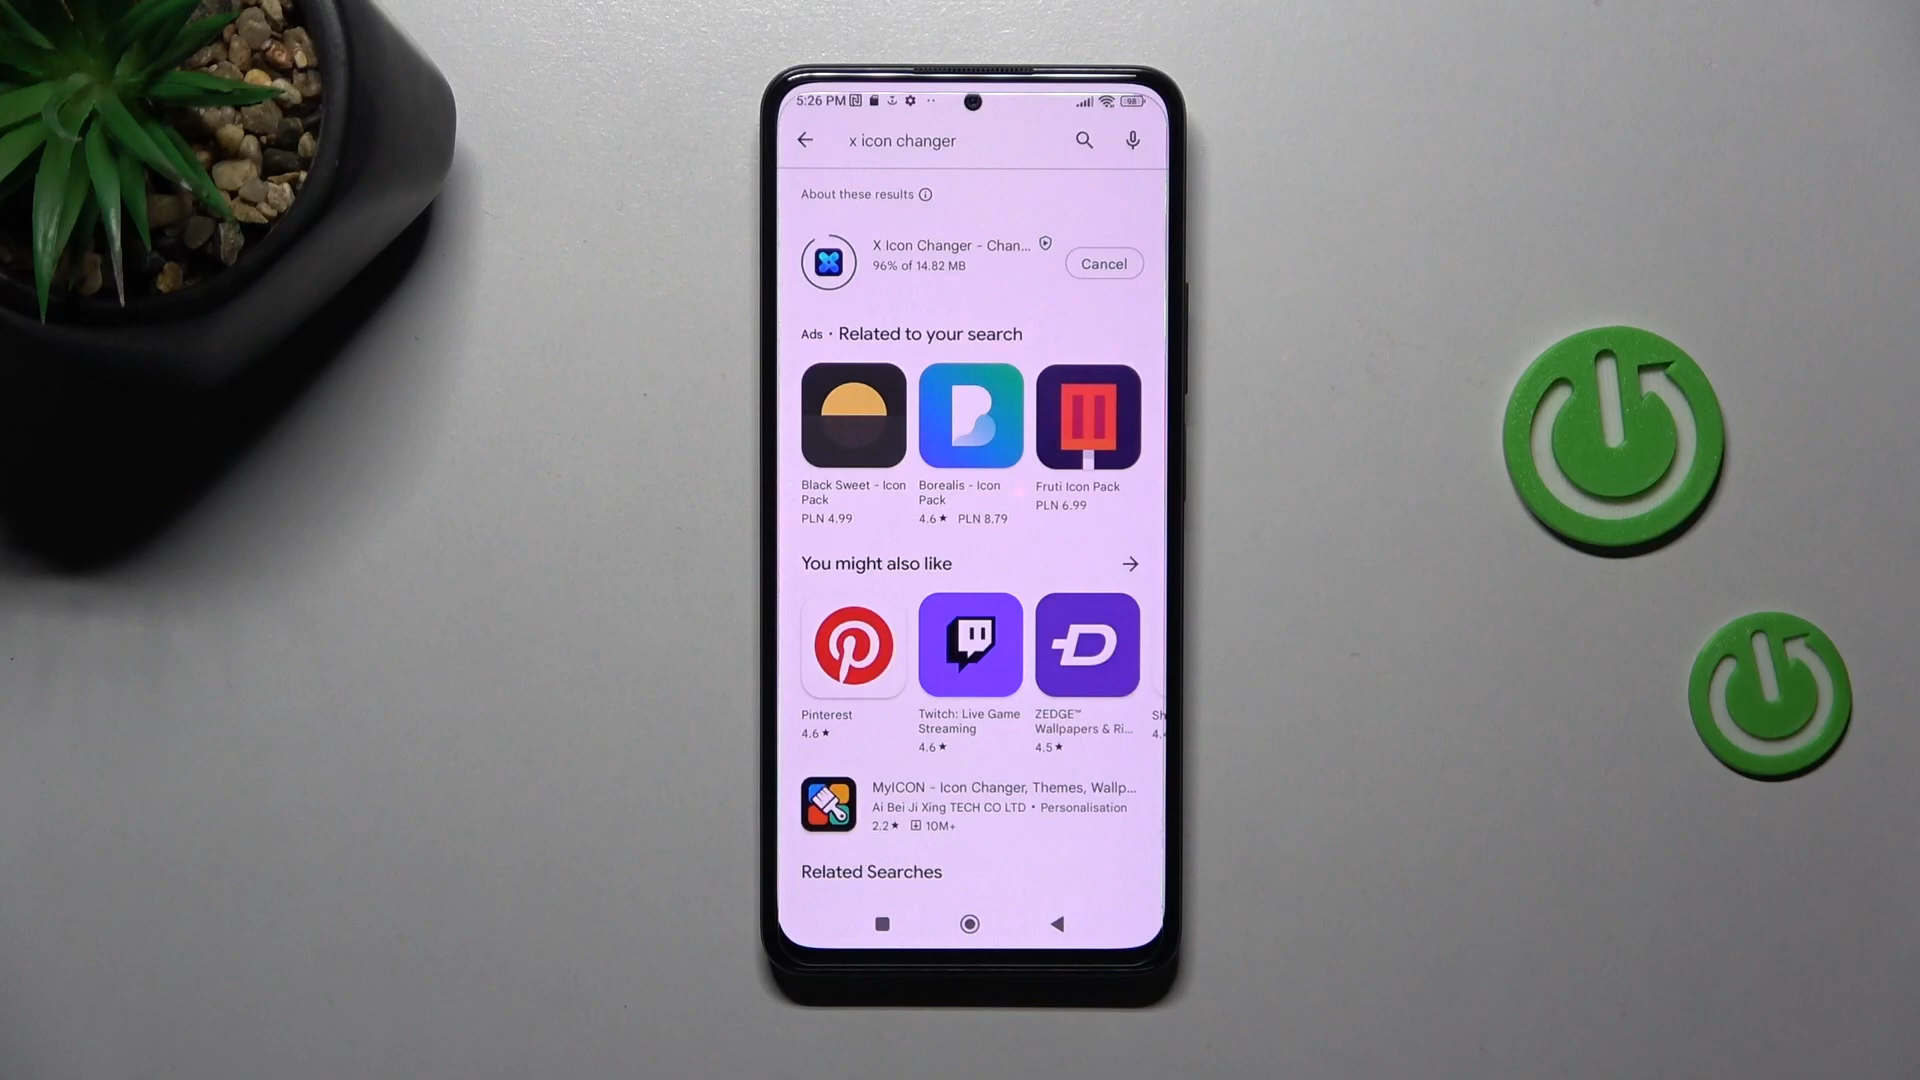 5:26 PM
98
x icon changer
About these results
X Icon Changer - Chan...
96% of 14.82 MB
Cancel
Ads • Related to your search
Black Sweet - Icon Pack
PLN 4.99
Borealis - Icon Pack
4.6★ PLN 8.79
Fruti Icon Pack
PLN 6.99
You might also like
Pinterest
4.6★
Twitch: Live Game Streaming
4.6★
ZEDGE™ Wallpapers & Ri...
4.5★
Sh
4.
MyICON - Icon Changer, Themes, Wallp...
Ai Bei Ji Xing TECH CO LTD • Personalisation
2.2★ 10M+
Related Searches